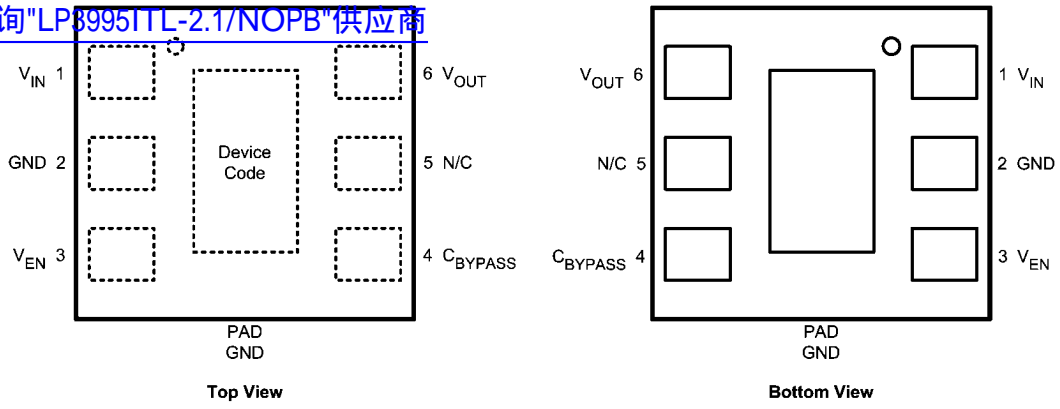 询"LP3995ITL-2.1/NOPB"供应商
V_IN 1
GND 2
V_EN 3
Device
Code
6 V_OUT
5 N/C
4 C_BYPASS
PAD
GND
Top View
V_OUT 6
N/C 5
C_BYPASS 4
1 V_IN
2 GND
3 V_EN
PAD
GND
Bottom View